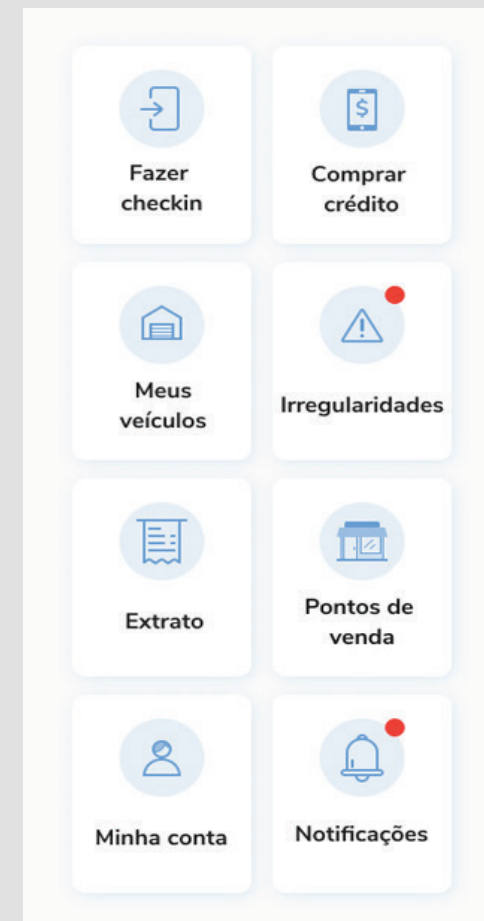 Fazer
checkin
Comprar
crédito
Meus
veículos
Irregularidades
Extrato
Pontos de
venda
Minha conta
Notificações